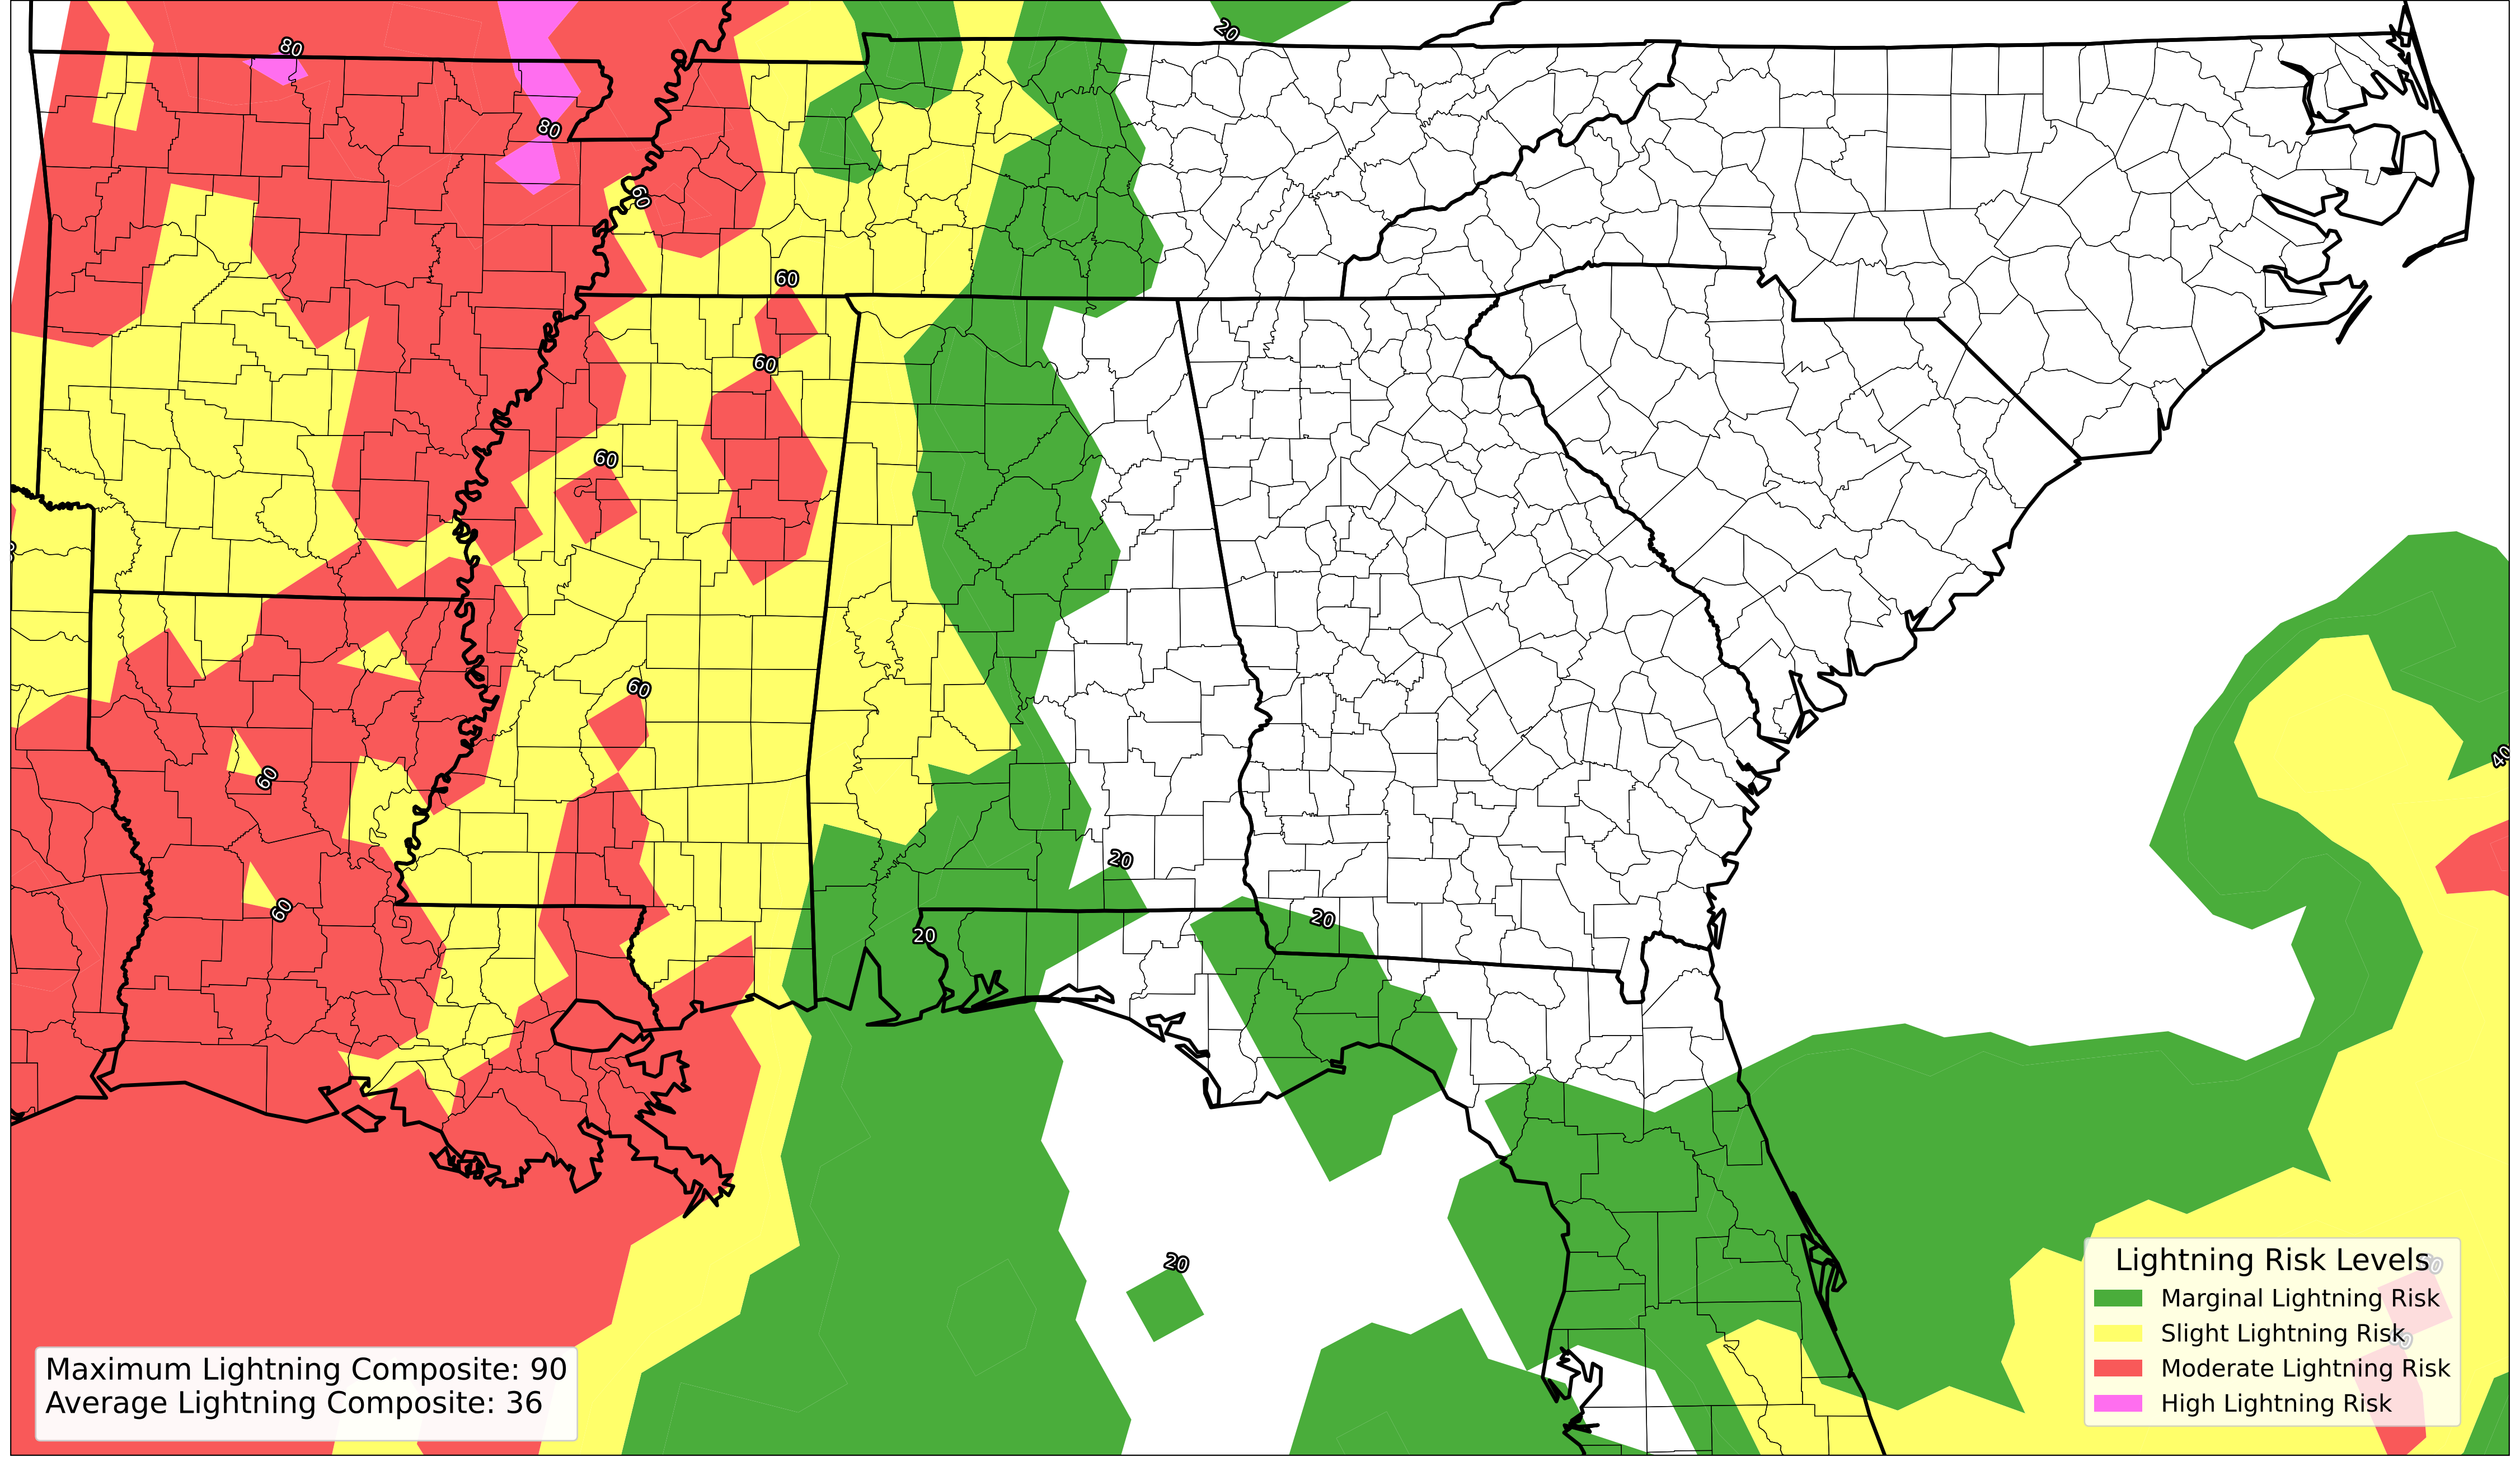 20
80
80
60
60
60
60
60
60
60
20
20
20
20
40
Lightning Risk Levels
Marginal Lightning Risk
Slight Lightning Risk
Moderate Lightning Risk
High Lightning Risk
Maximum Lightning Composite: 90
Average Lightning Composite: 36